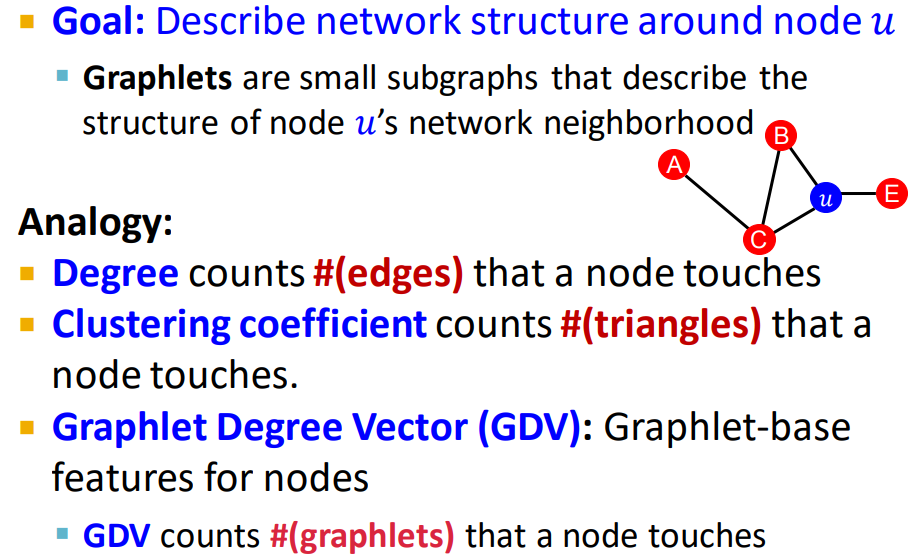 Goal: Describe network structure around node u
Graphlets are small subgraphs that describe the
structure of node u's network neighborhood
B
A
u
E
C
Analogy:
Degree counts #(edges) that a node touches
Clustering coefficient counts #(triangles) that a
node touches.
Graphlet Degree Vector (GDV): Graphlet-base
features for nodes
GDV counts #(graphlets) that a node touches